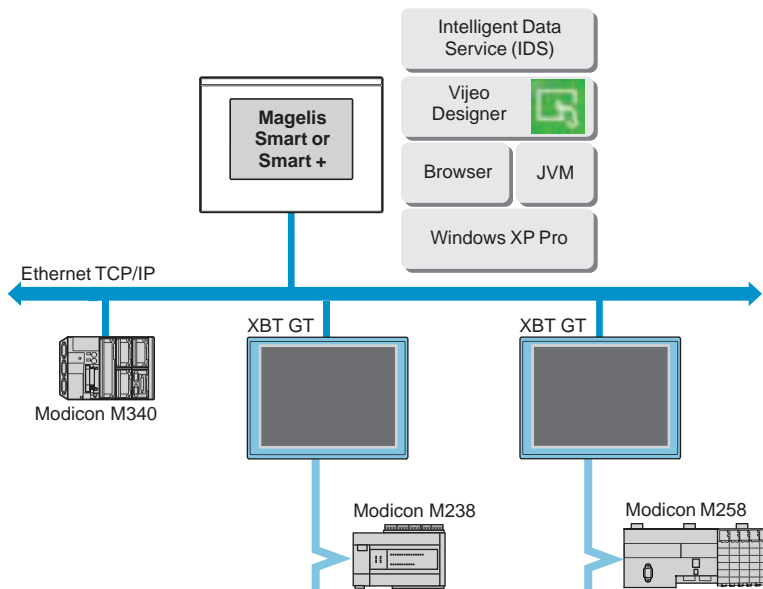 Intelligent Data
Service (IDS)
Magelis
Smart or
Smart +
Vijeo
Designer
Browser
JVM
Windows XP Pro
Ethernet TCP/IP
XBT GT
XBT GT
Modicon M340
Modicon M238
Modicon M258